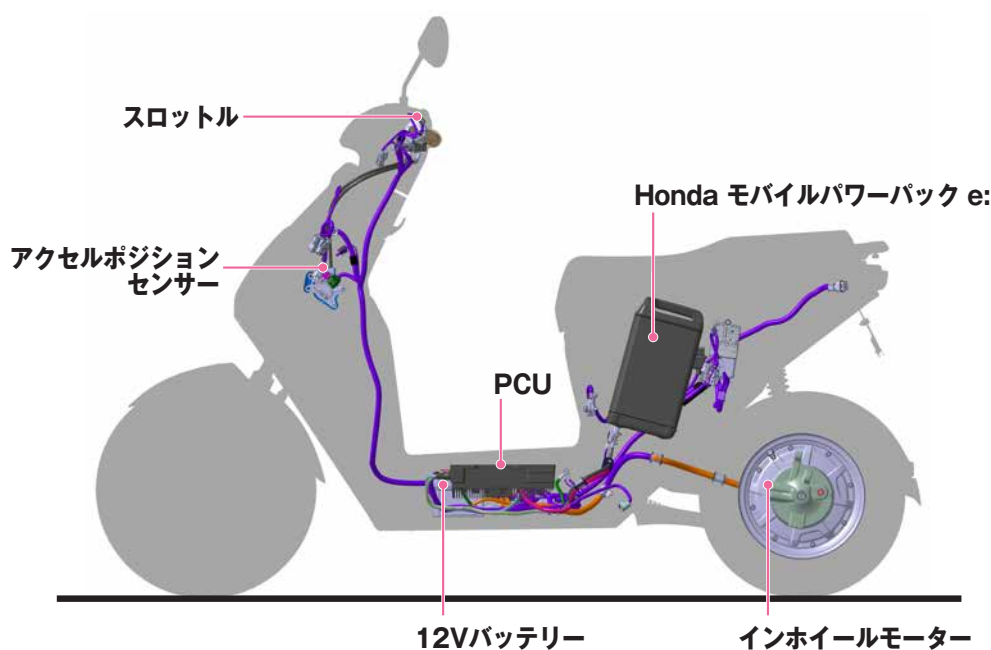 スロットル
Honda モバイルパワーパック e:
アクセルポジション
センサー
PCU
12Vバッテリー
インホイールモーター